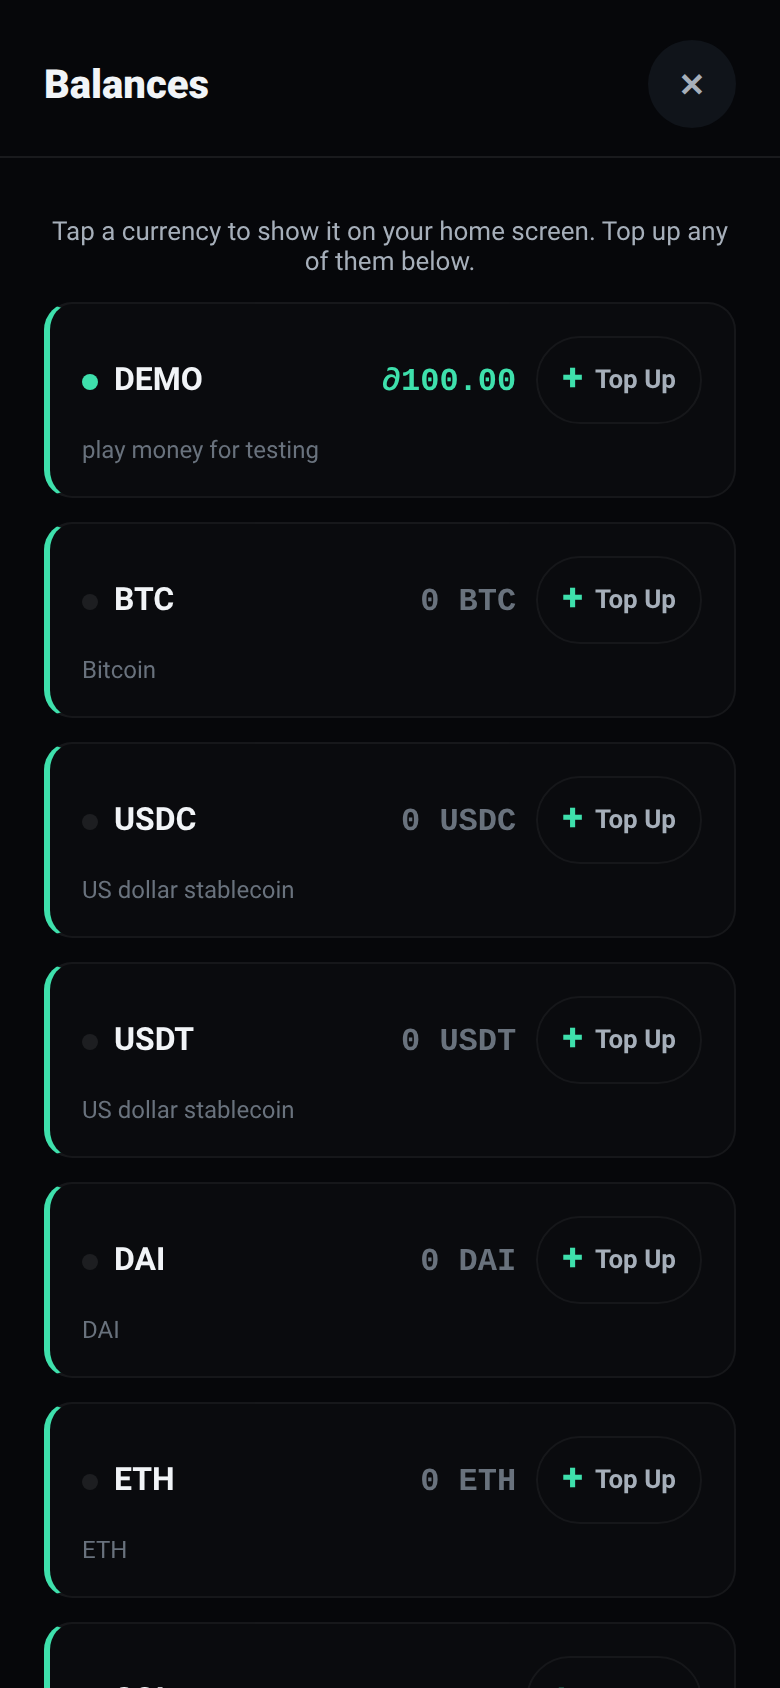 Balances
Tap a currency to show it on your home screen. Top up any
of them below.
DEMO
∂100.00
+ Top Up
play money for testing
BTC
0 BTC
+ Top Up
Bitcoin
USDC
0 USDC
+ Top Up
US dollar stablecoin
USDT
0 USDT
+ Top Up
US dollar stablecoin
DAI
0 DAI
+ Top Up
DAI
ETH
0 ETH
+ Top Up
ETH